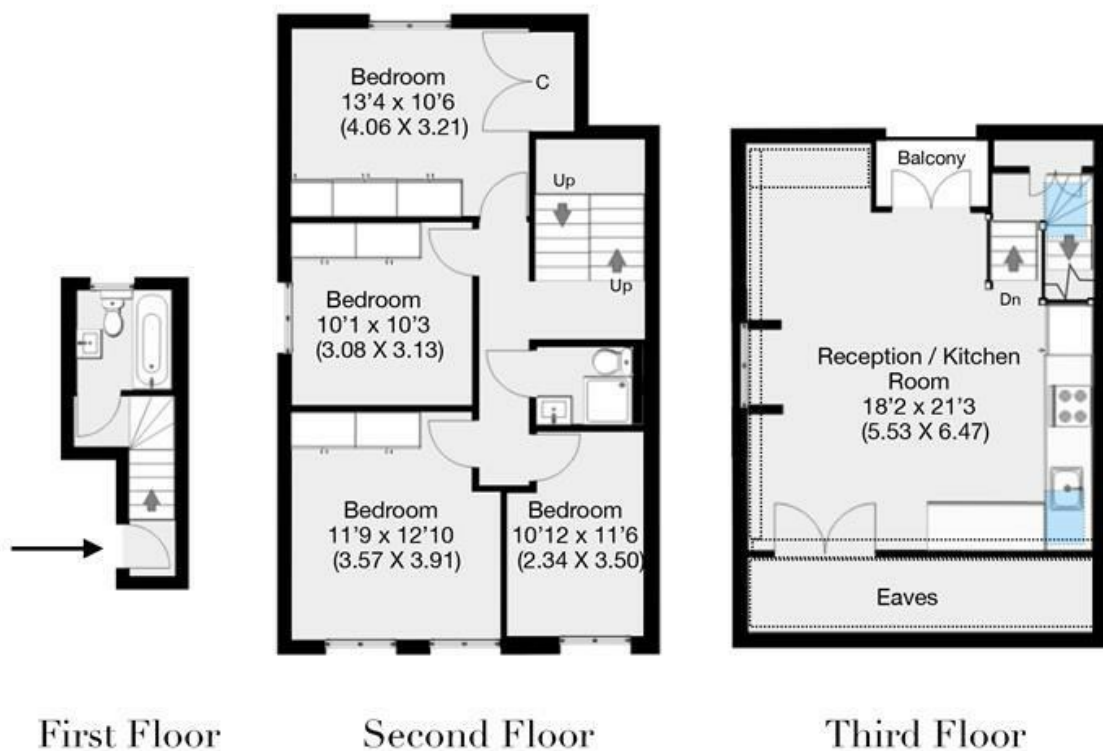 Bedroom
13'4 x 10'6
(4.06 X 3.21)
C
Up
Up
Bedroom
10'1 x 10'3
(3.08 X 3.13)
Bedroom
11'9 x 12'10
(3.57 X 3.91)
Bedroom
10'12 x 11'6
(2.34 X 3.50)
Balcony
Dn
Reception / Kitchen
Room
18'2 x 21'3
(5.53 X 6.47)
Eaves
First Floor
Second Floor
Third Floor